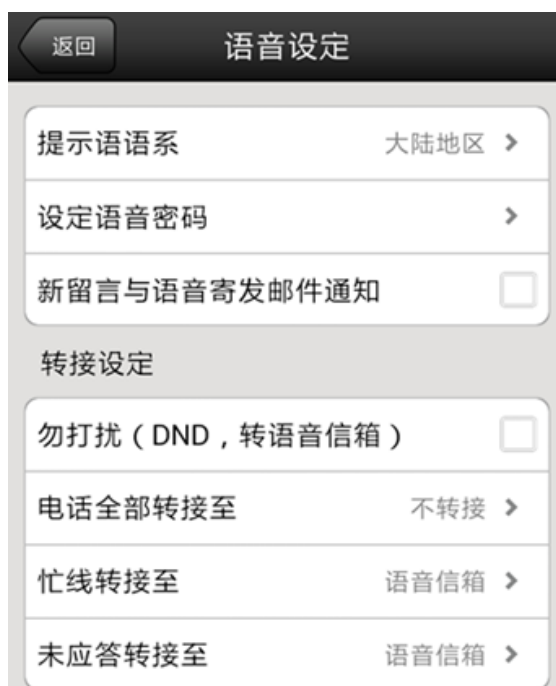 返回
语音设定
提示语语系 大陆地区
设定语音密码
新留言与语音寄发邮件通知
转接设定
勿打扰（DND，转语音信箱）
电话全部转接至 不转接
忙线转接至 语音信箱
未应答转接至 语音信箱